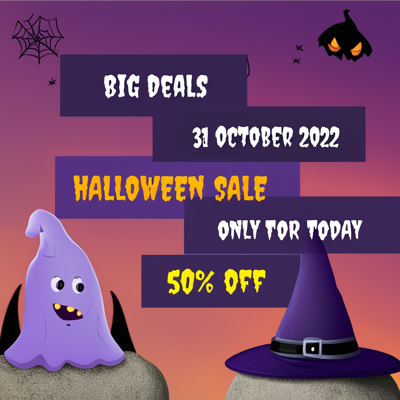 BIG DEALS
31 OCTOBER 2022
HALLOWEEN SALE
ONLY FOR TODAY
50% OFF